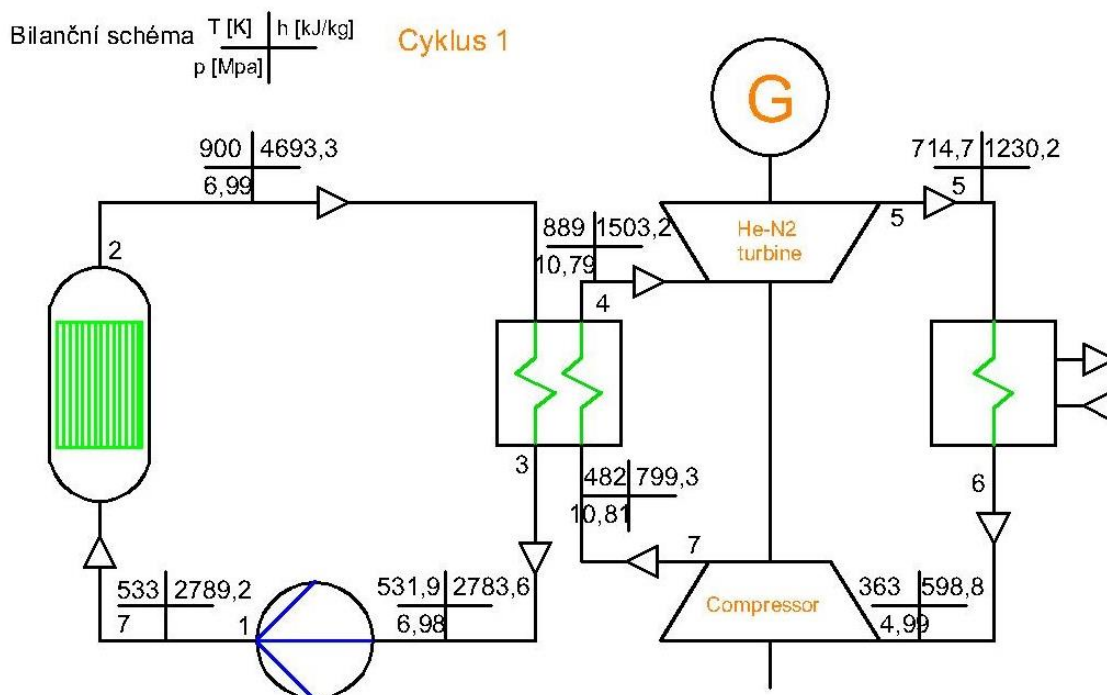 Bilanční schéma
T [K] h [kJ/kg]
p [Mpa]
Cyklus 1
G
900 4693,3
6,99
714,7 1230,2
5
5
2
889 1503,2
10,79
He-N2
turbine
4
3
482 799,3
10,81
6
7
533 2789,2
7
1
531,9 2783,6
6,98
Compressor
363 598,8
4,99